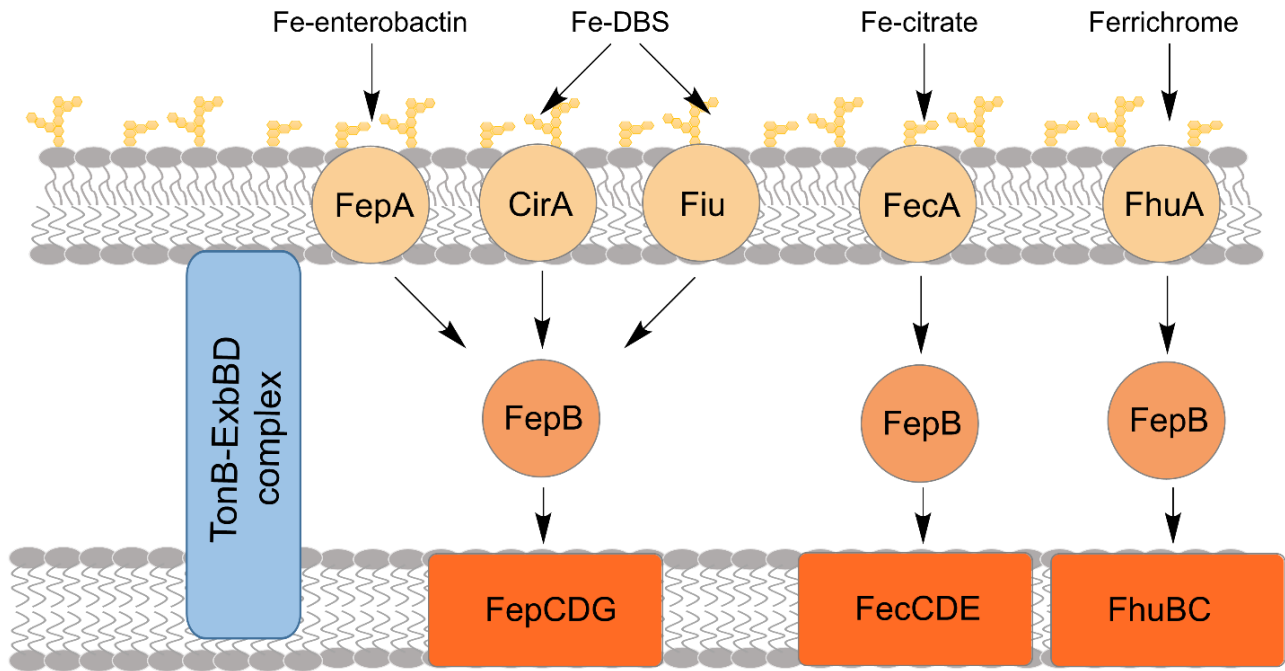 Fe-enterobactin
Fe-DBS
Fe-citrate
Ferrichrome
FepA
CirA
Fiu
FecA
FhuA
TonB-ExbBD
complex
FepB
FepB
FepB
FepCDG
FecCDE
FhuBC